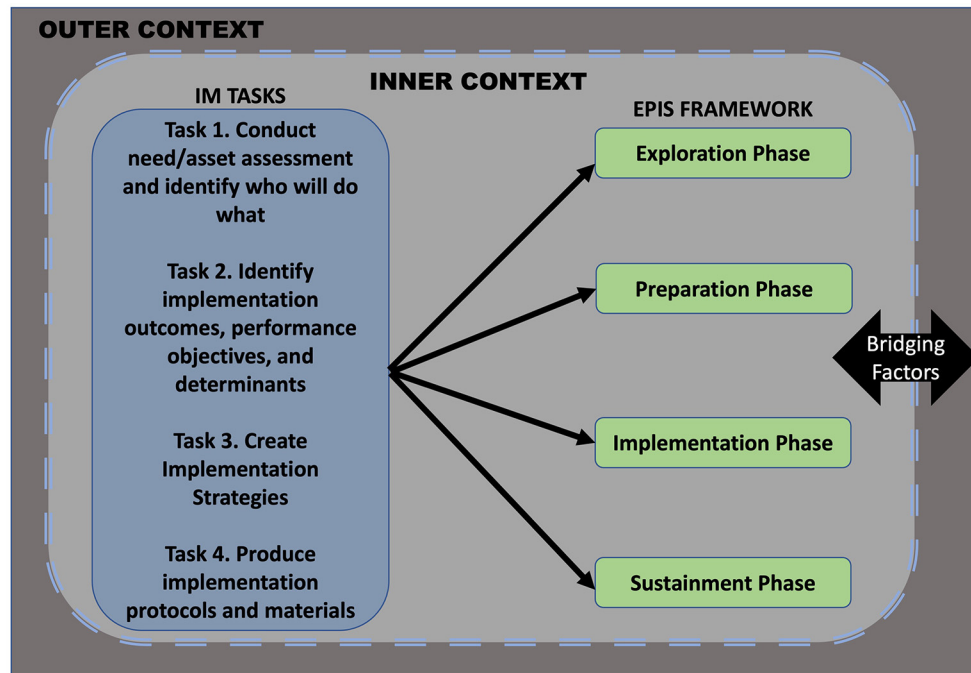 OUTER CONTEXT
INNER CONTEXT
IM TASKS
Task 1. Conduct
need/asset assessment
and identify who will do
what
Task 2. Identify
implementation
outcomes, performance
objectives, and
determinants
Task 3. Create
Implementation
Strategies
Task 4. Produce
implementation
protocols and materials
EPIS FRAMEWORK
Exploration Phase
Preparation Phase
Implementation Phase
Sustainment Phase
Bridging
Factors